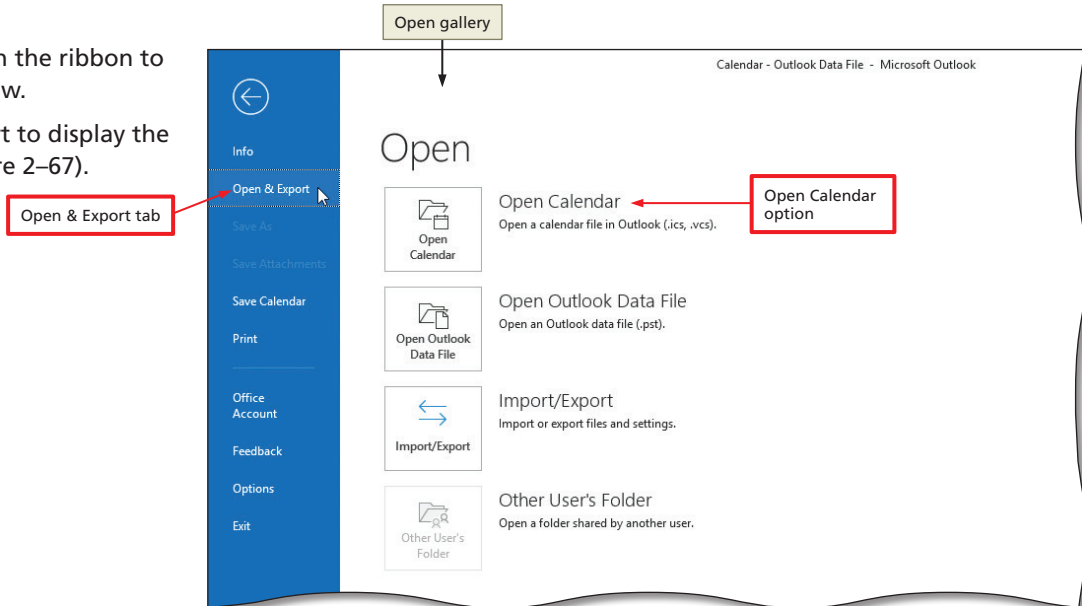 Open gallery
n the ribbon to
w.
t to display the
e 2–67).
Open & Export tab
Calendar - Outlook Data File - Microsoft Outlook
Info
Open & Export
Save As
Save Attachments
Save Calendar
Print
Office
Account
Feedback
Options
Exit
Open
Open
Calendar
Open Calendar
Open a calendar file in Outlook (.ics, .vcs).
Open Calendar
option
Open Outlook
Data File
Open Outlook Data File
Open an Outlook data file (.pst).
Import/Export
Import/Export
Import or export files and settings.
Other User's
Folder
Other User's Folder
Open a folder shared by another user.